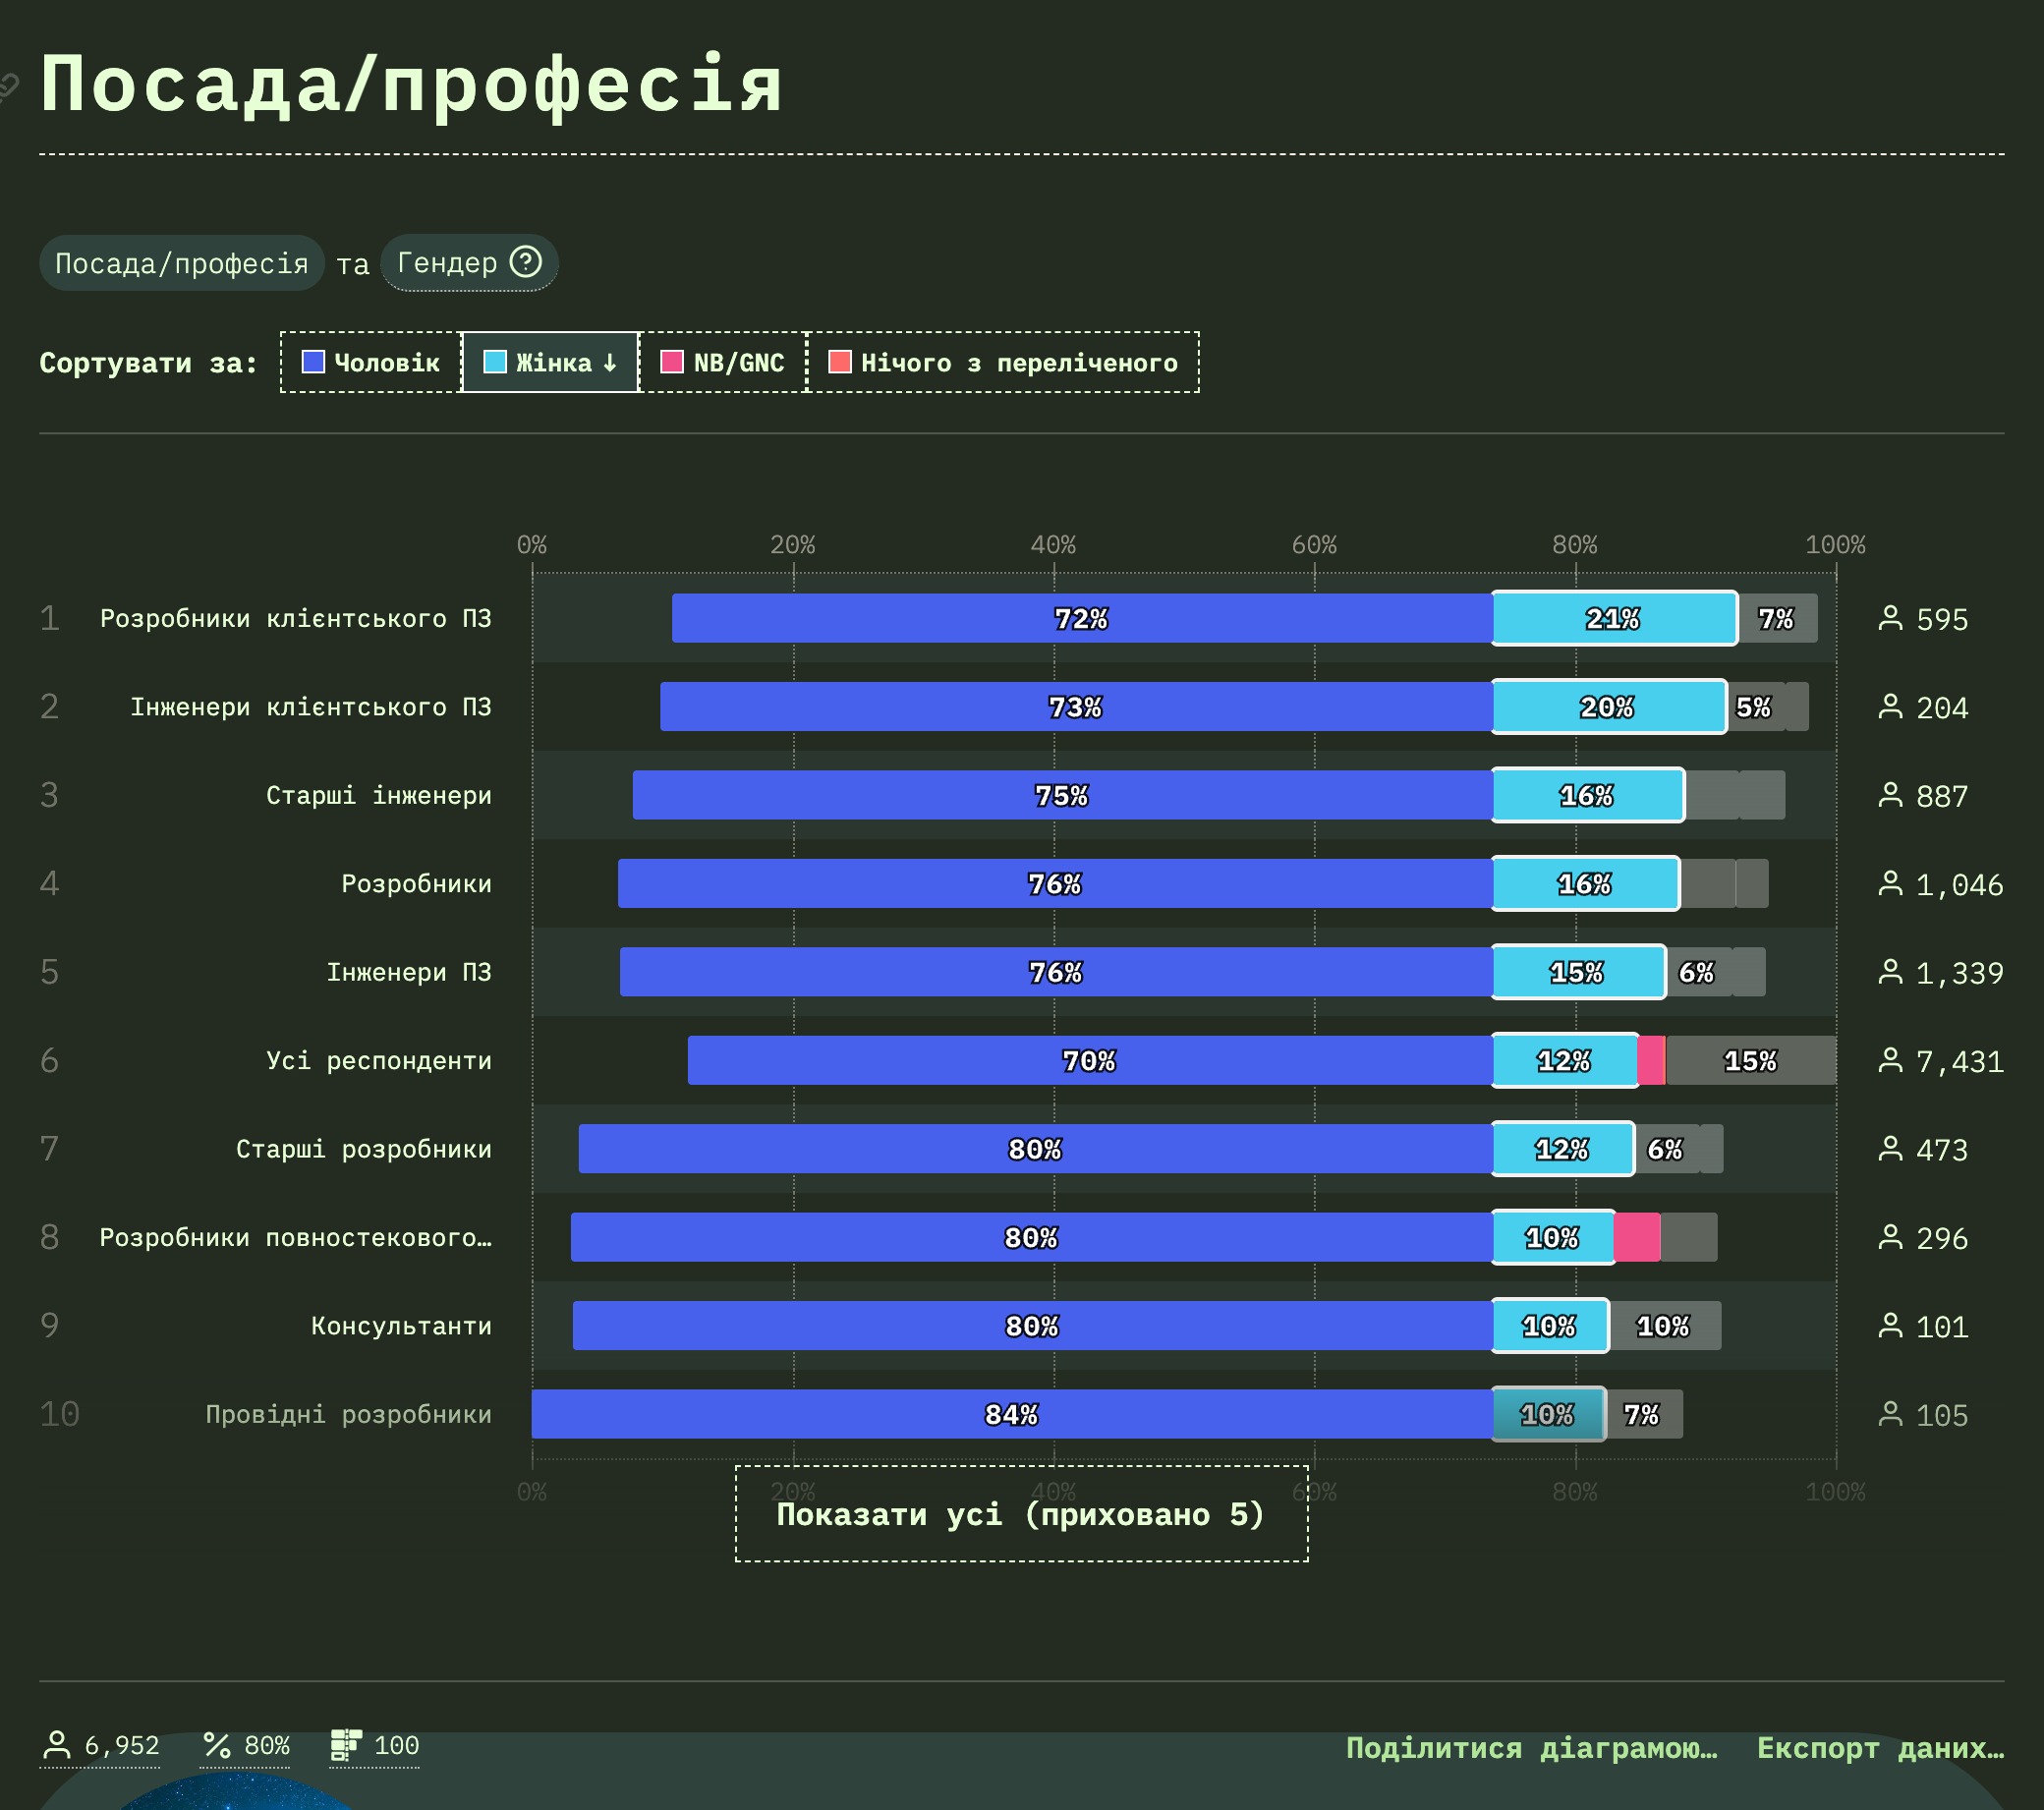 Посада/професія
Посада/професія та Гендер ?
Сортувати за: Чоловік Жінка ↓ NB/GNC Нічого з переліченого
0% 20% 40% 60% 80% 100%
1 Розробники клієнтського ПЗ 72% 21% 7% 595
2 Інженери клієнтського ПЗ 73% 20% 5% 204
3 Старші інженери 75% 16% 887
4 Розробники 76% 16% 1,046
5 Інженери ПЗ 76% 15% 6% 1,339
6 Усі респонденти 70% 12% 15% 7,431
7 Старші розробники 80% 12% 6% 473
8 Розробники повностекового… 80% 10% 296
9 Консультанти 80% 10% 10% 101
10 Провідні розробники 84% 10% 7% 105
0% 20% 40% 60% 80% 100%
Показати усі (приховано 5)
6,952 80% 100 Поділитися діаграмою… Експорт даних…